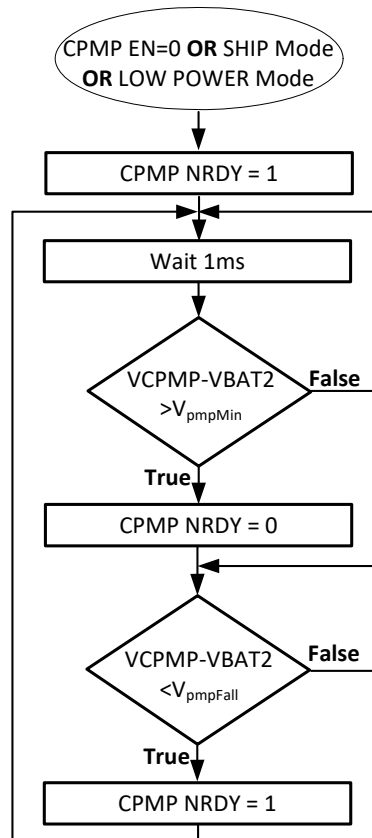 CPMP EN=0 OR SHIP Mode
OR LOW POWER Mode
CPMP NRDY = 1
Wait 1ms
VCPMP-VBAT2
>VpmpMin
False
True
CPMP NRDY = 0
VCPMP-VBAT2
<VpmpFall
False
True
CPMP NRDY = 1